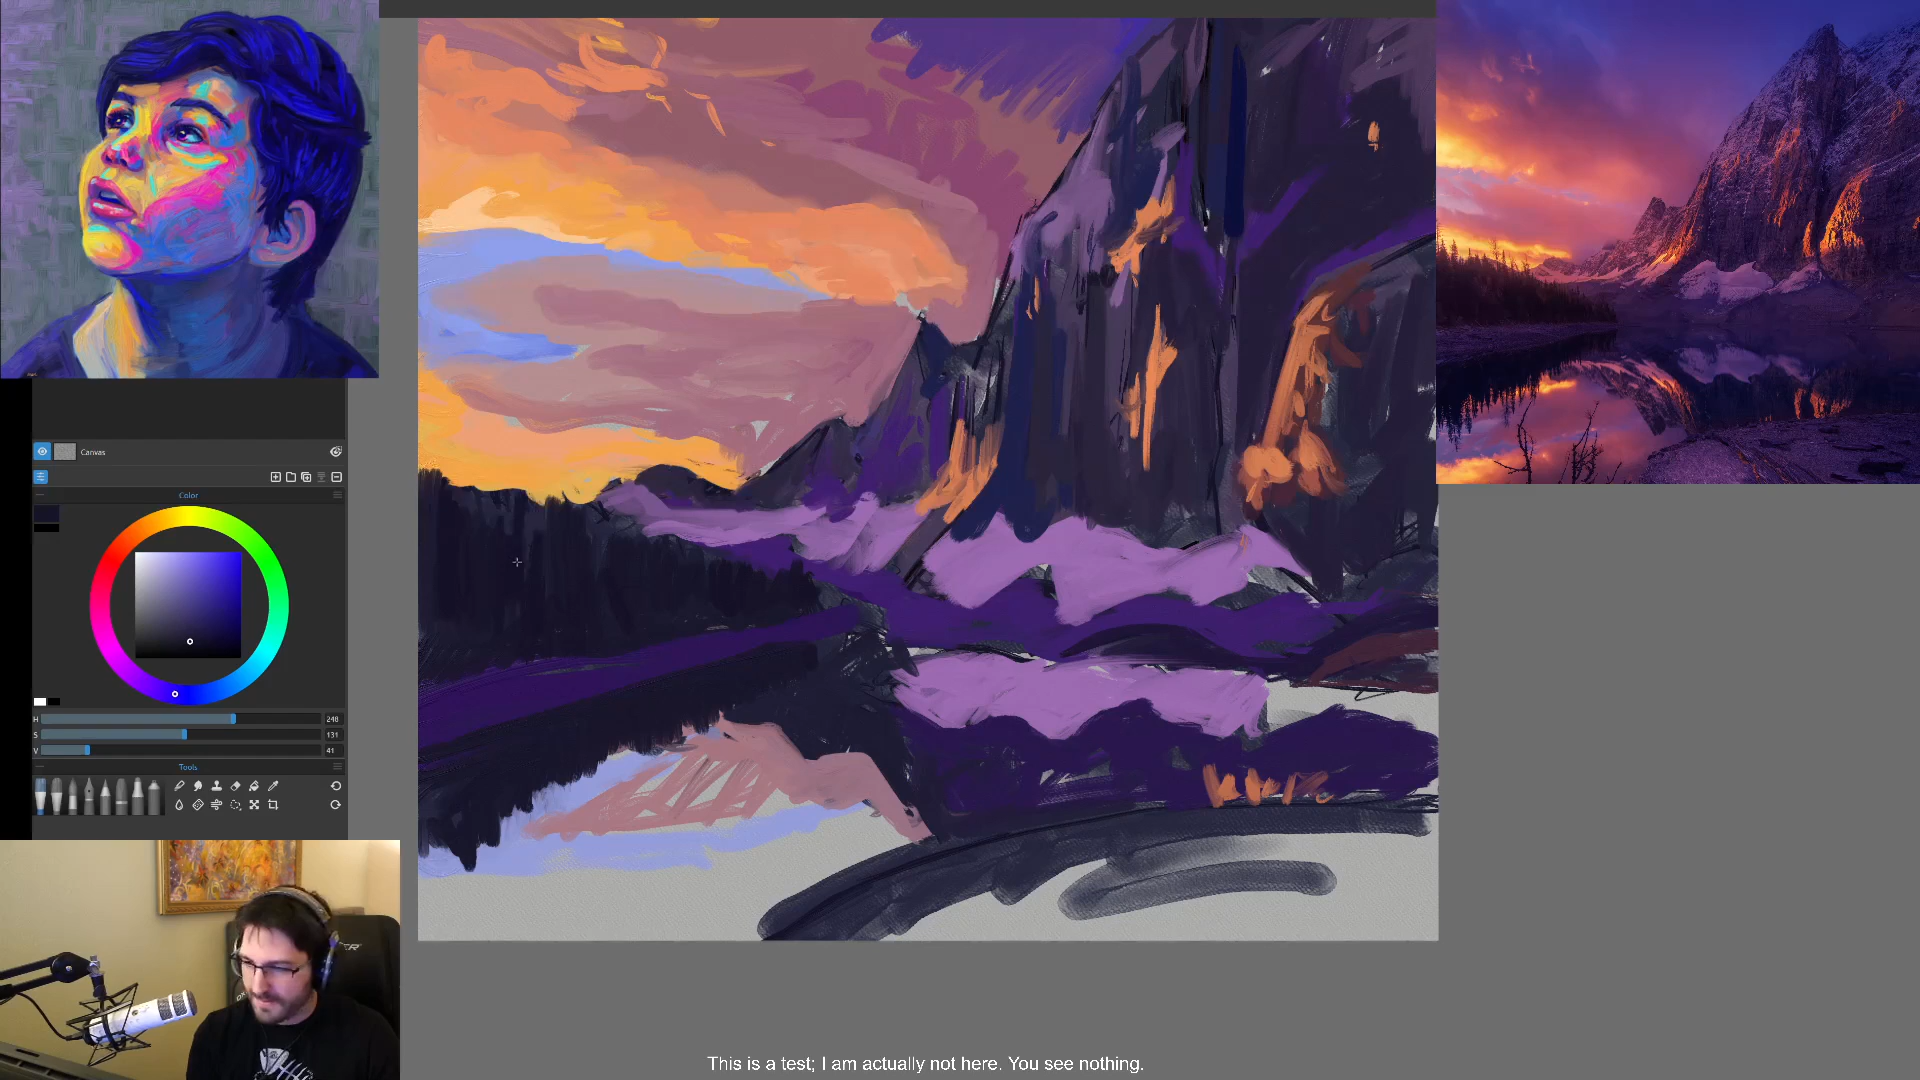 Canvas
Color
H 248
S 131
V 41
Tools
This is a test; I am actually not here. You see nothing.